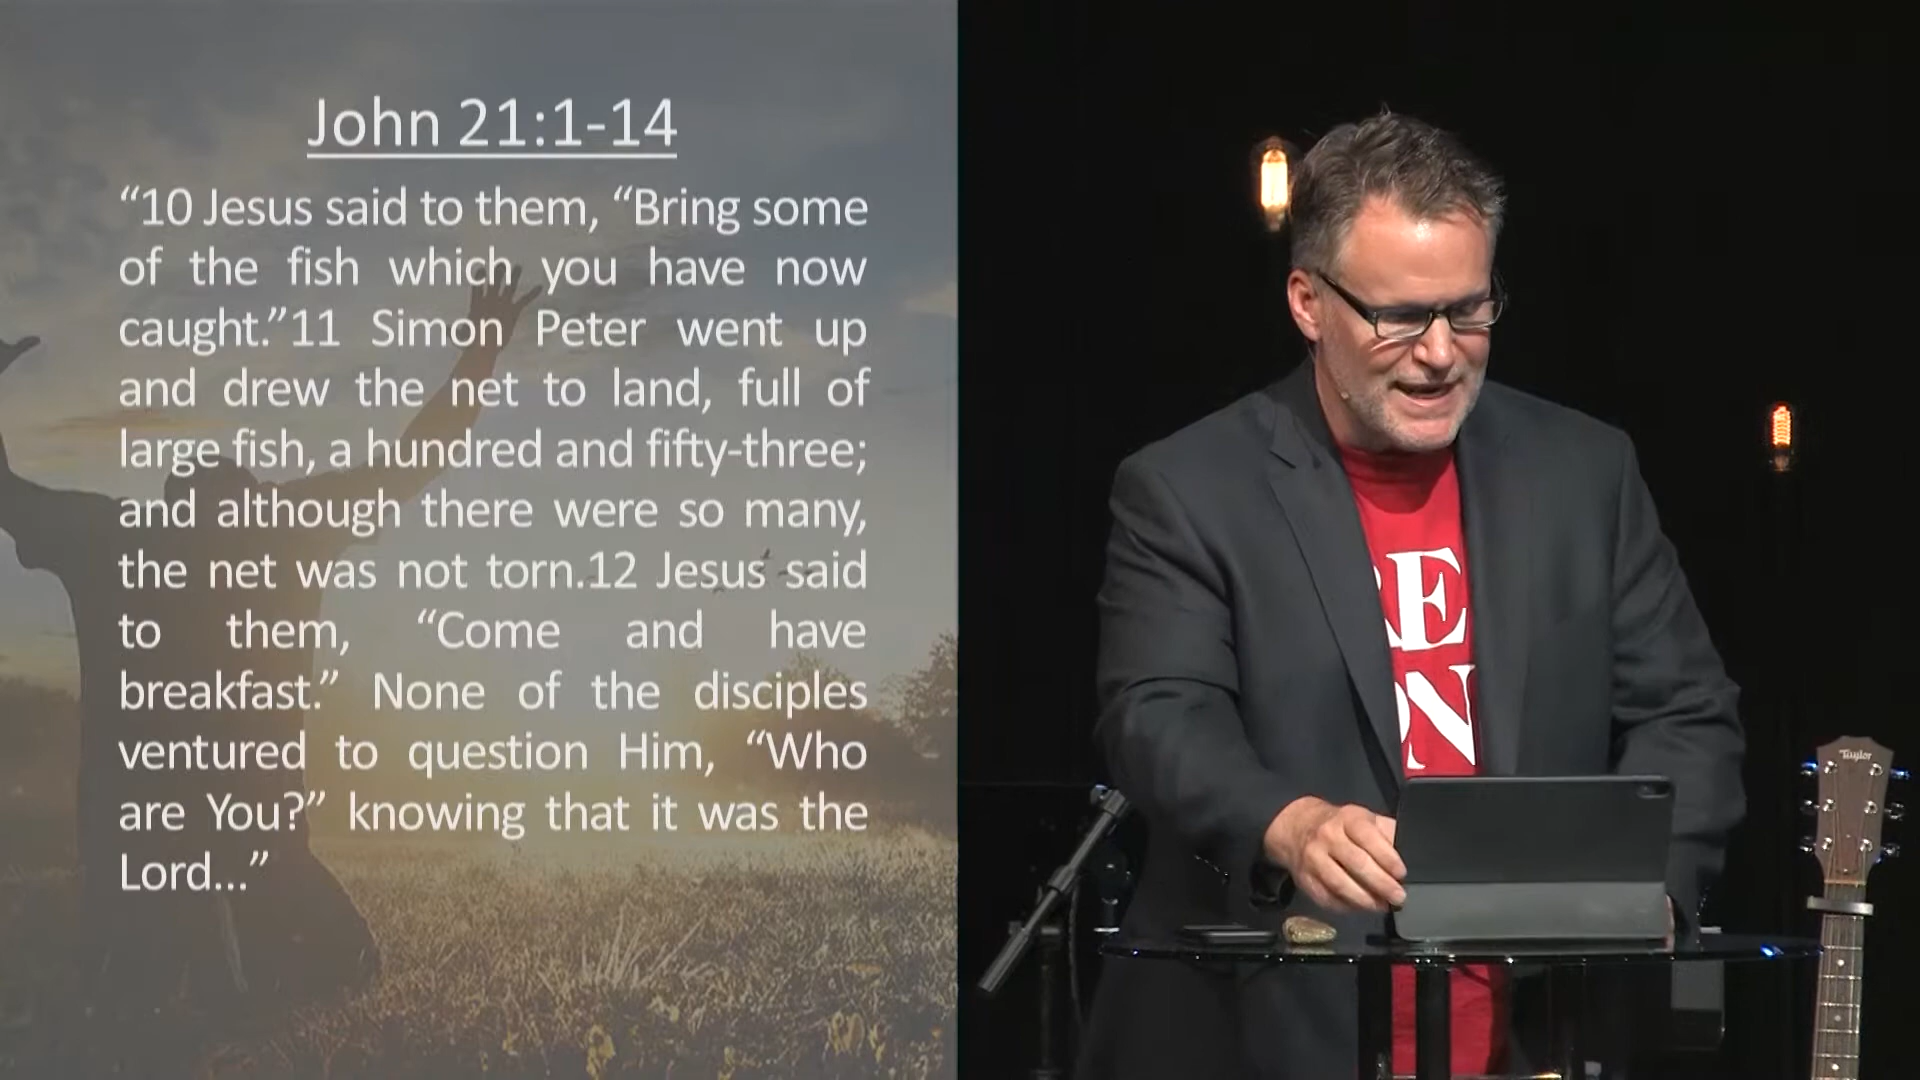 John 21:1-14
“10 Jesus said to them, “Bring some
of the fish which you have now
caught.”11 Simon Peter went up
and drew the net to land, full of
large fish, a hundred and fifty-three;
and although there were so many,
the net was not torn.12 Jesus said
to them, “Come and have
breakfast.” None of the disciples
ventured to question Him, “Who
are You?” knowing that it was the
Lord...”
Taylor